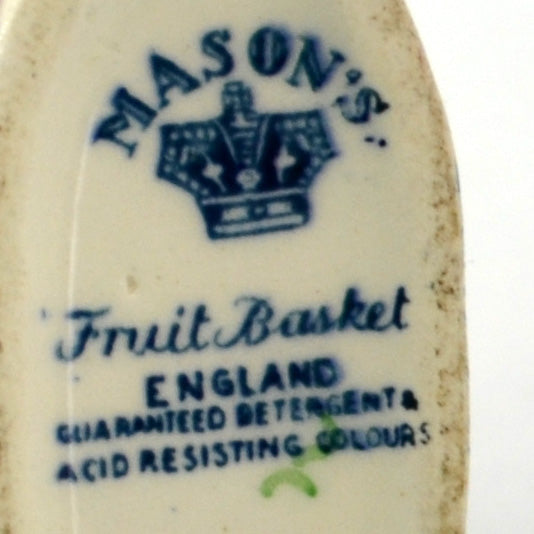 MASON'S
Fruit Basket
ENGLAND
GUARANTEED DETERGENT &
ACID RESISTING COLOURS